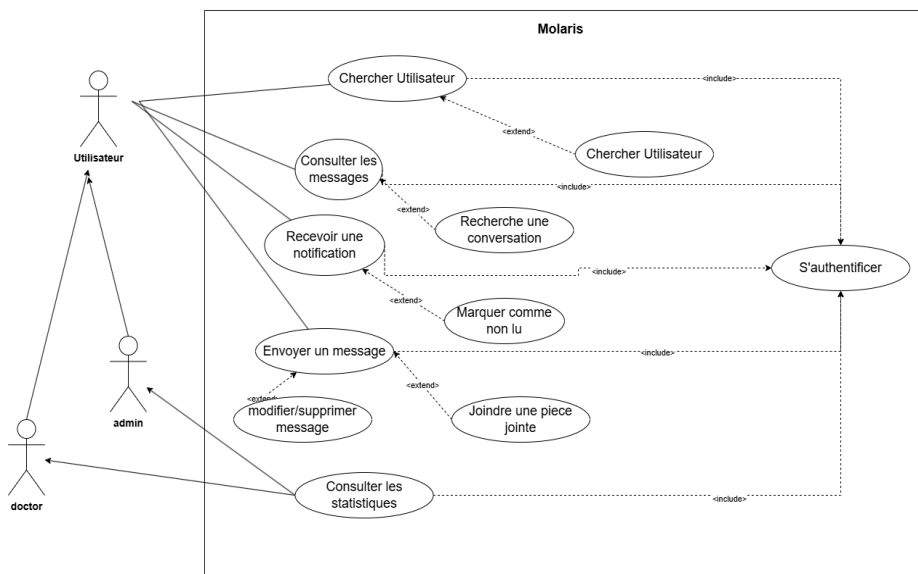 Molaris
Chercher Utilisateur
<include>
<extend>
Utilisateur
Chercher Utilisateur
Consulter les
messages
<include>
<extend>
Recherche une
conversation
Recevoir une
notification
S'authentificer
<include>
<extend>
Marquer comme
non lu
Envoyer un message
<include>
<extend>
<extend>
modifier/supprimer
message
Joindre une piece
jointe
admin
Consulter les
statistiques
<include>
doctor